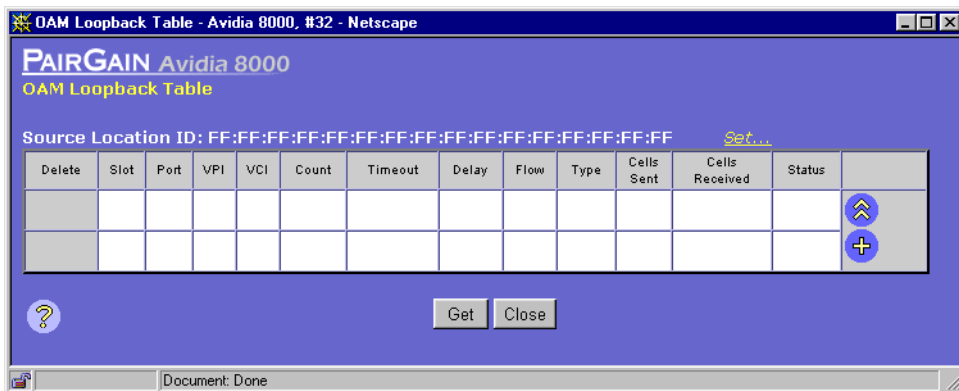 OAM Loopback Table - Avidia 8000, #32 - Netscape
PAIRGAIN Avidia 8000
OAM Loopback Table
Source Location ID: FF:FF:FF:FF:FF:FF:FF:FF:FF:FF:FF:FF:FF:FF:FF:FF Set...
Delete Slot Port VPI VCI Count Timeout Delay Flow Type Cells Sent Cells Received Status
?
Get Close
Document: Done